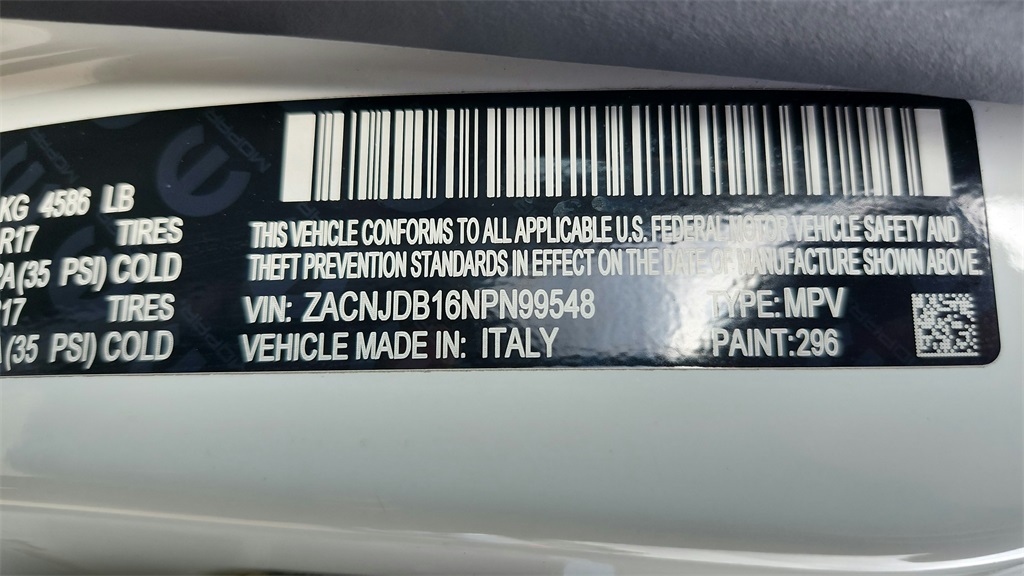 KG 4586 LB
R17 TIRES
PA (35 PSI) COLD
R17 TIRES
(35 PSI) COLD
MOPAR
THIS VEHICLE CONFORMS TO ALL APPLICABLE U.S. FEDERAL MOTOR VEHICLE SAFETY AND
THEFT PREVENTION STANDARDS IN EFFECT ON THE DATE OF MANUFACTURE SHOWN ABOVE
VIN: ZACNJDB16NPN99548 TYPE: MPV
VEHICLE MADE IN: ITALY PAINT:296